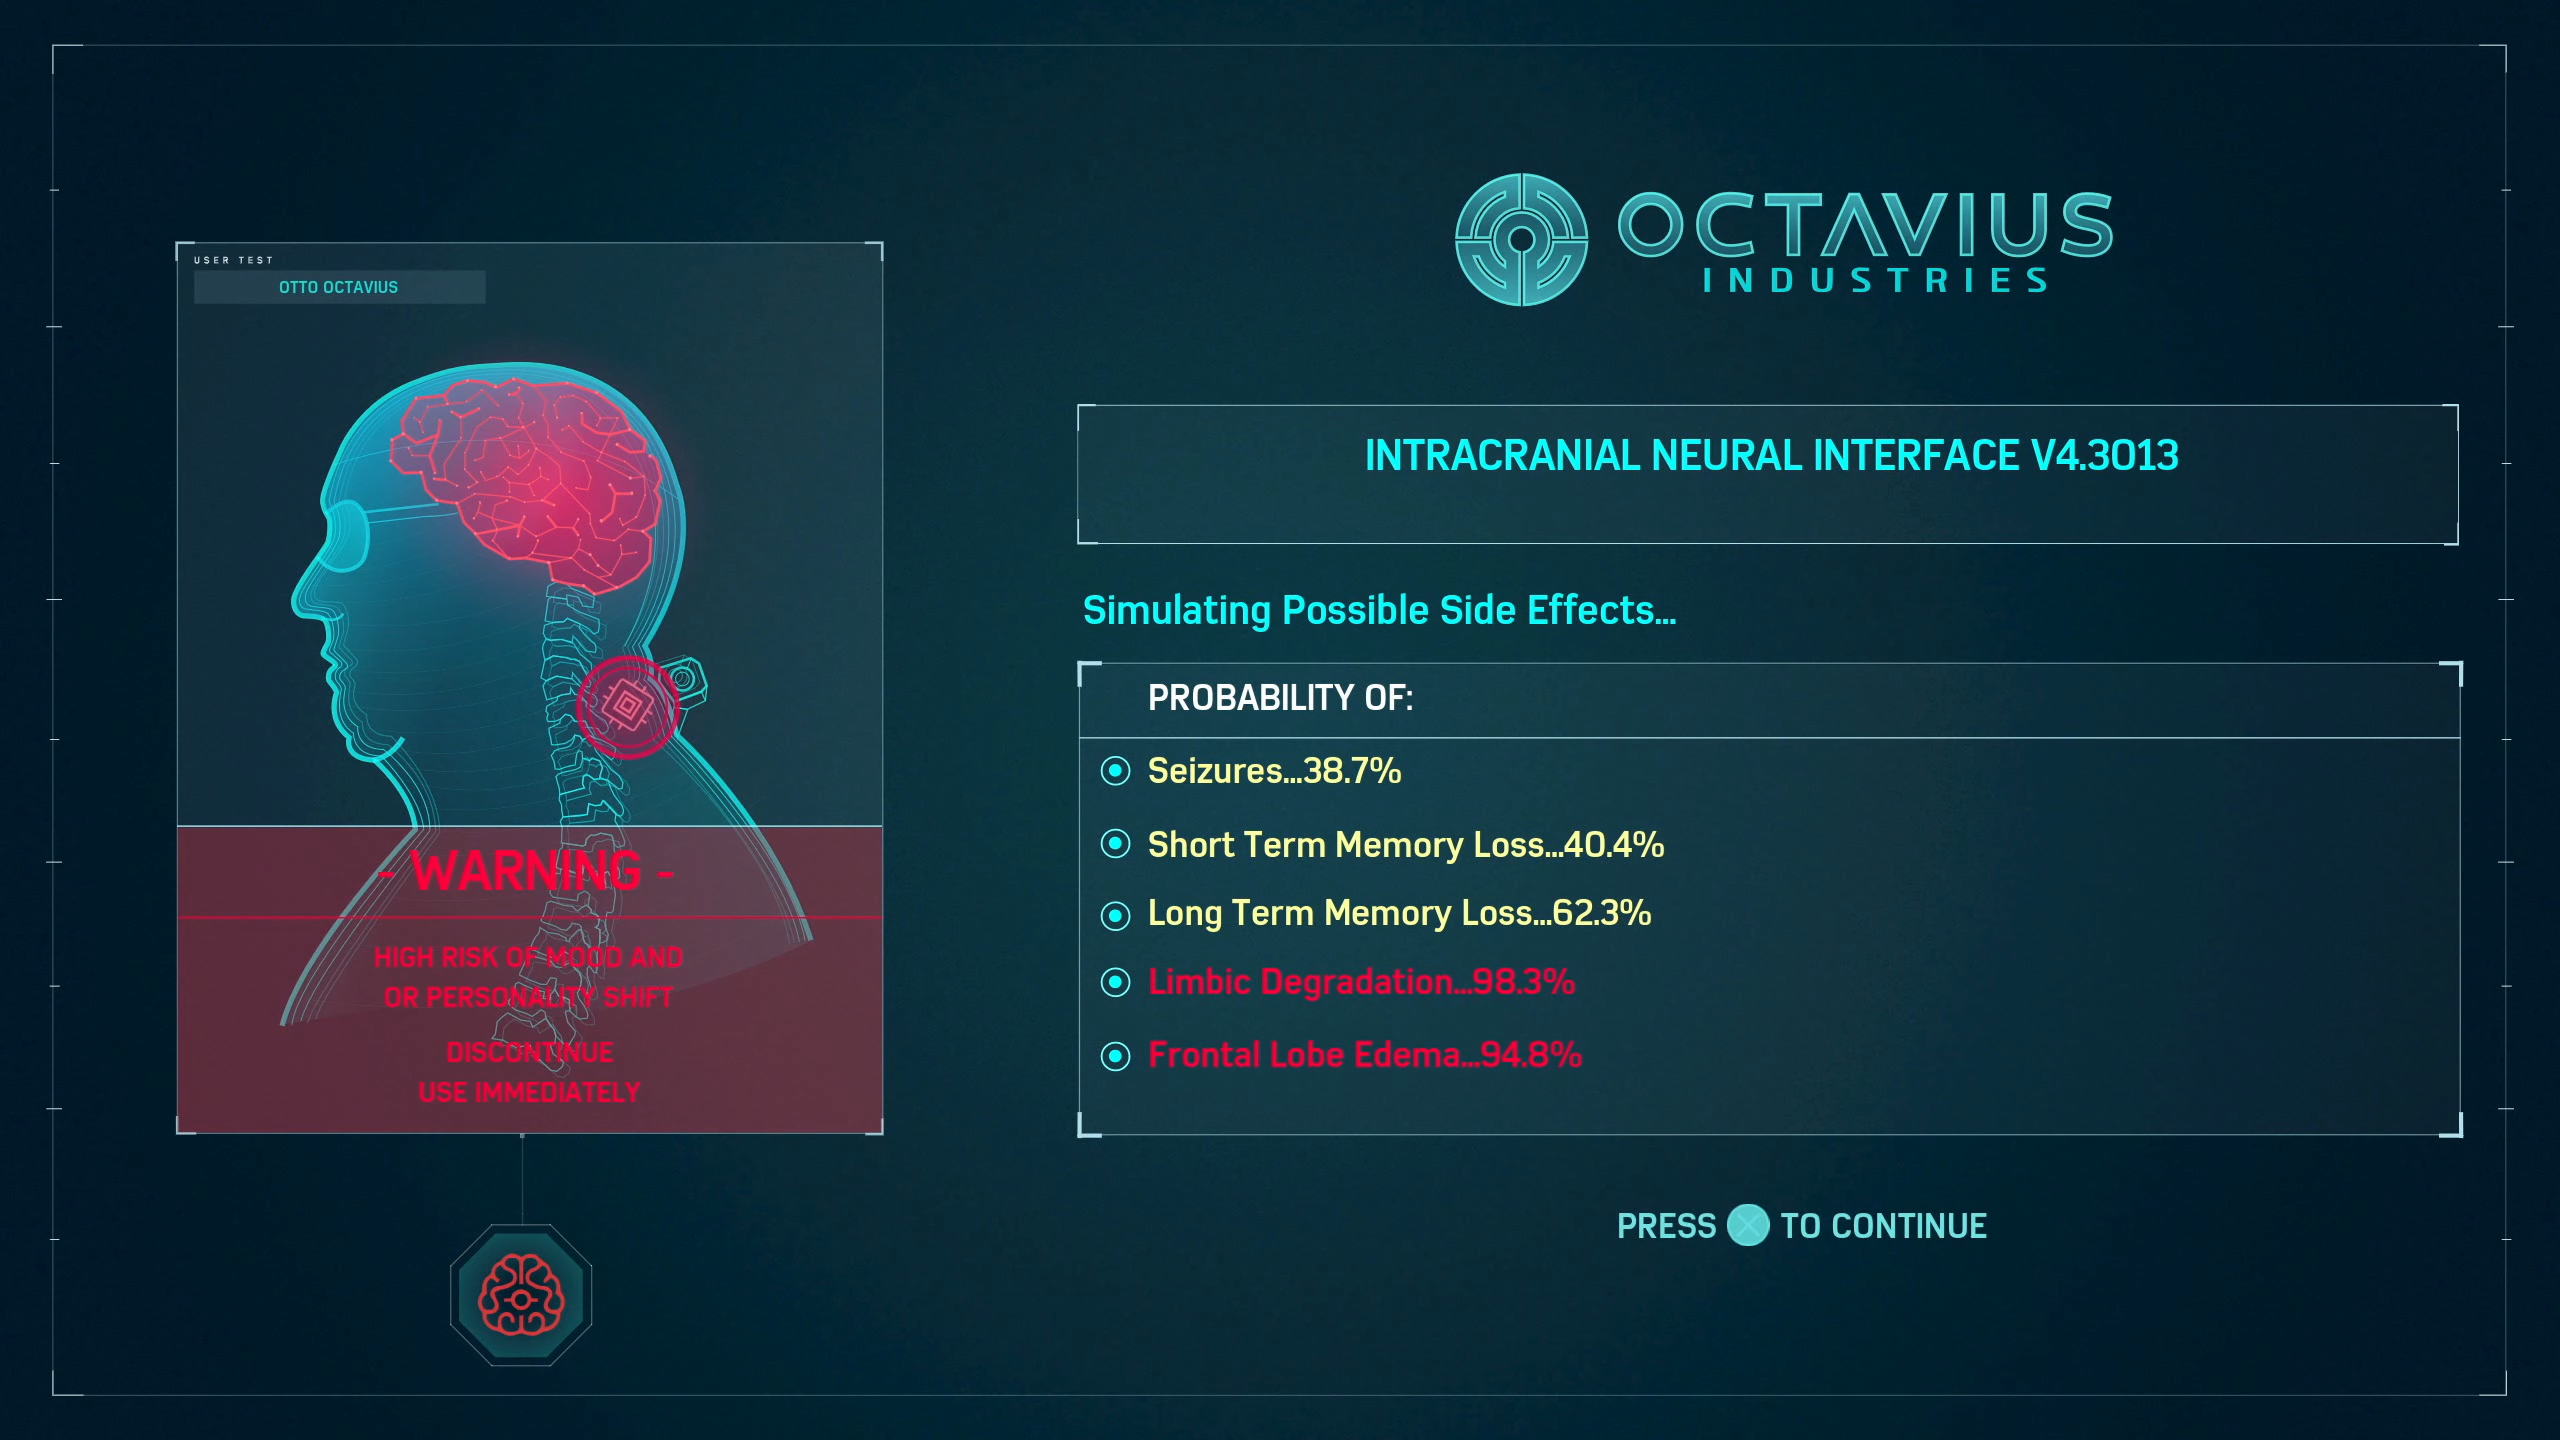 USER TEST
OTTO OCTAVIUS
- WARNING -
HIGH RISK OF MOOD AND
OR PERSONALITY SHIFT
DISCONTINUE
USE IMMEDIATELY
OCTAVIUS
INDUSTRIES
INTRACRANIAL NEURAL INTERFACE V4.3013
Simulating Possible Side Effects...
PROBABILITY OF:
Seizures...38.7%
Short Term Memory Loss...40.4%
Long Term Memory Loss...62.3%
Limbic Degradation...98.3%
Frontal Lobe Edema...94.8%
PRESS TO CONTINUE